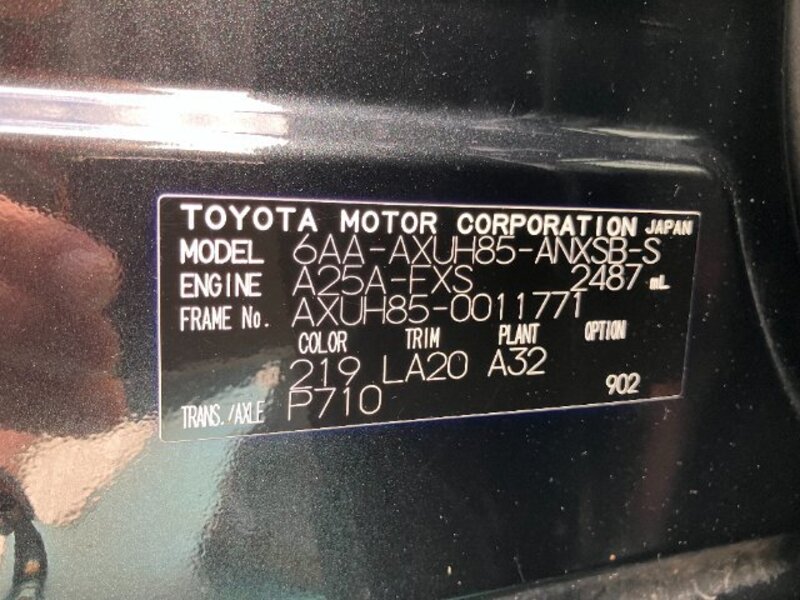 TOYOTA MOTOR CORPORATION JAPAN
MODEL 6AA-AXUH85-ANXSB-S
ENGINE A25A-FXS 2487 mL
FRAME No. AXUH85-0011771
COLOR TRIM PLANT OPTION
219 LA20 A32
902
TRANS./AXLE P710